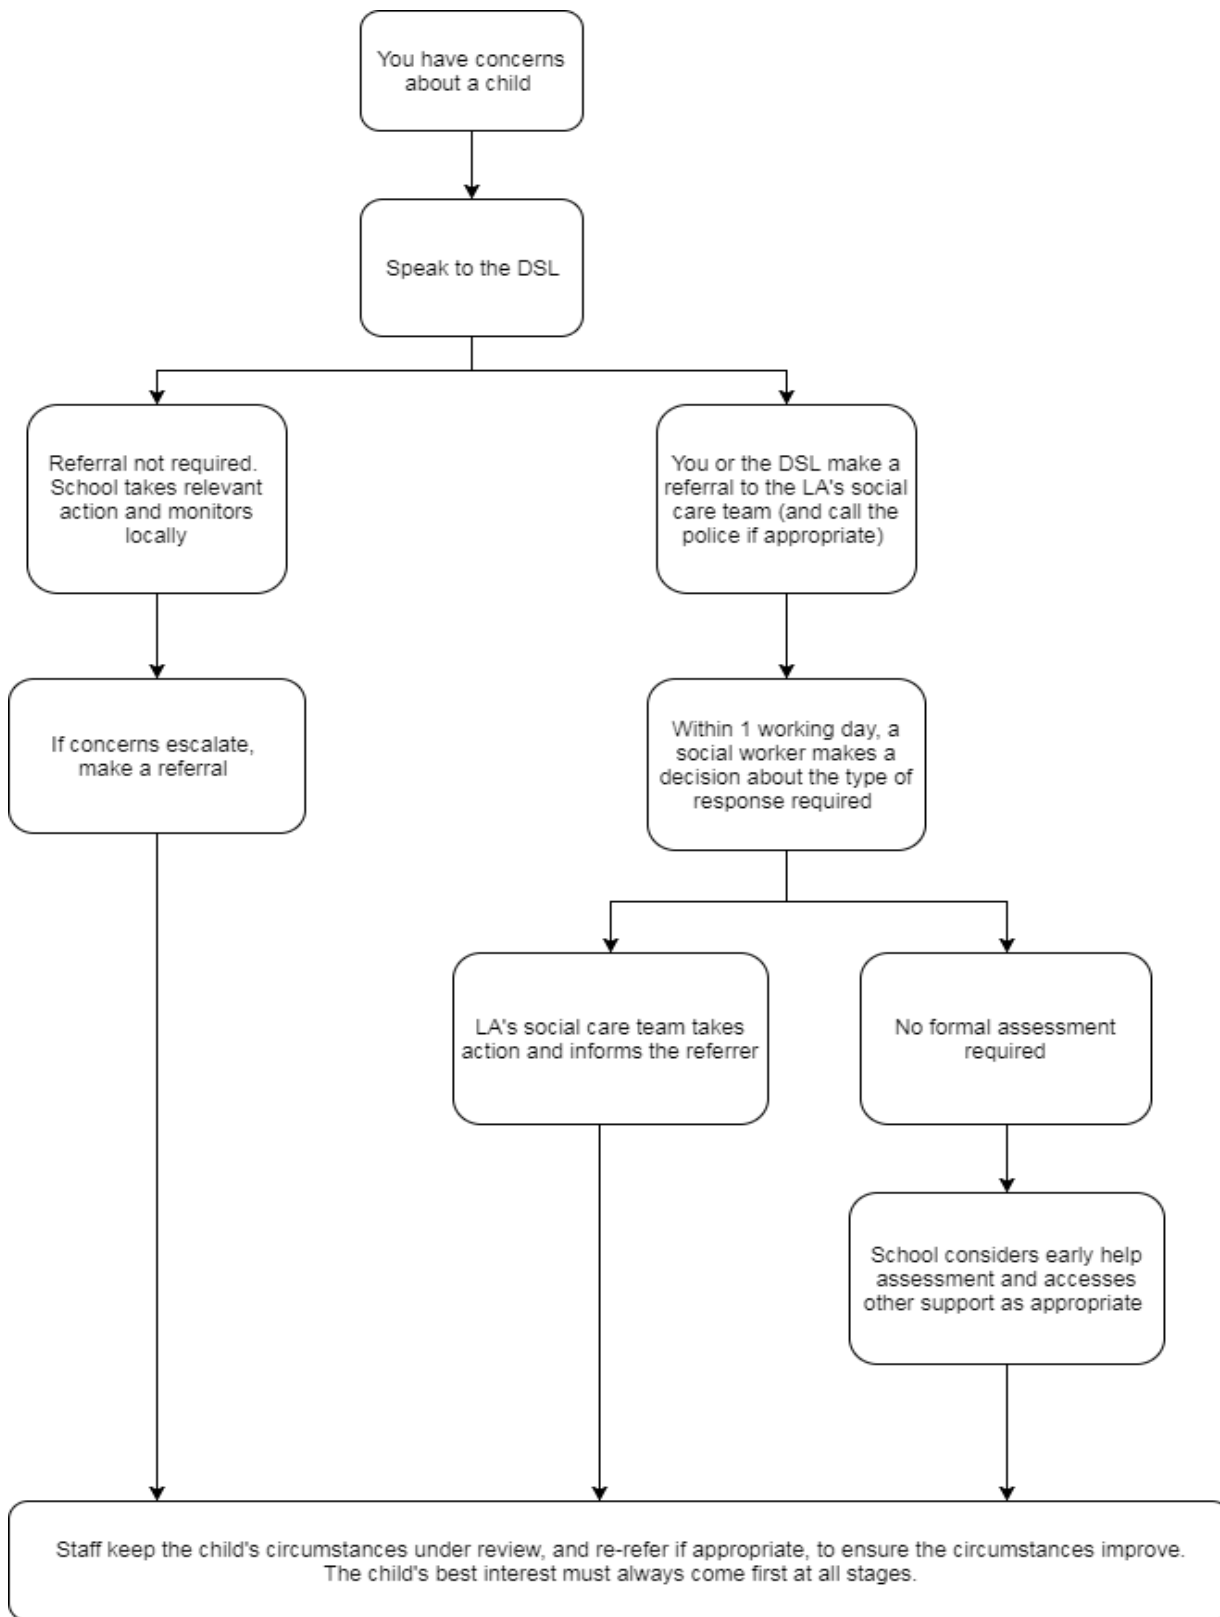 You have concerns
about a child
Speak to the DSL
Referral not required.
School takes relevant
action and monitors
locally
You or the DSL make a
referral to the LA's social
care team (and call the
police if appropriate)
If concerns escalate,
make a referral
Within 1 working day, a
social worker makes a
decision about the type of
response required
LA's social care team takes
action and informs the referrer
No formal assessment
required
School considers early help
assessment and accesses
other support as appropriate
Staff keep the child's circumstances under review, and re-refer if appropriate, to ensure the circumstances improve.
The child's best interest must always come first at all stages.